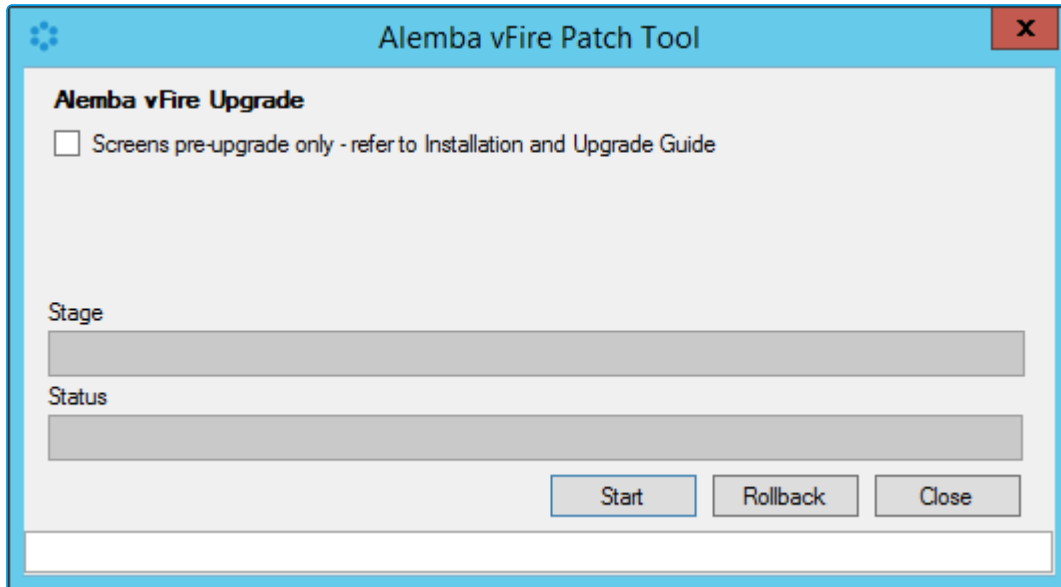 Alemba vFire Patch Tool
x
Alemba vFire Upgrade
Screens pre-upgrade only - refer to Installation and Upgrade Guide
Stage
Status
Start Rollback Close